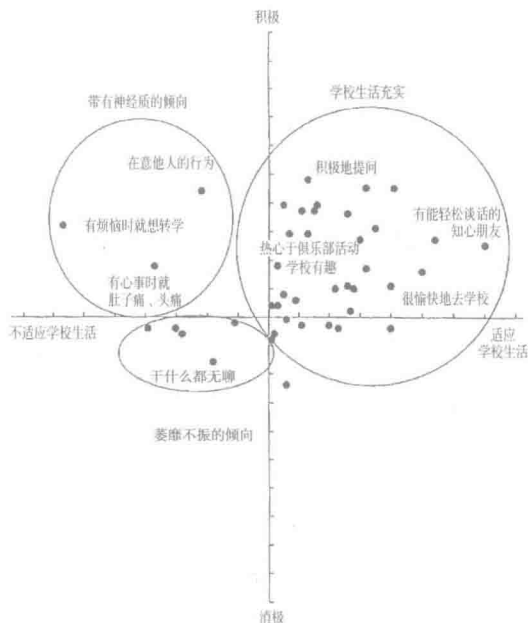 积极
学校生活充实
带有神经质的倾向
在意他人的行为
积极地提问
有能轻松谈话的
知心朋友
有烦恼时就想转学
热心于俱乐部活动
学校有趣
有心事时就
肚子痛、头痛
很愉快地去学校
不适应学校生活
适应
学校生活
干什么都无聊
萎靡不振的倾向
消极